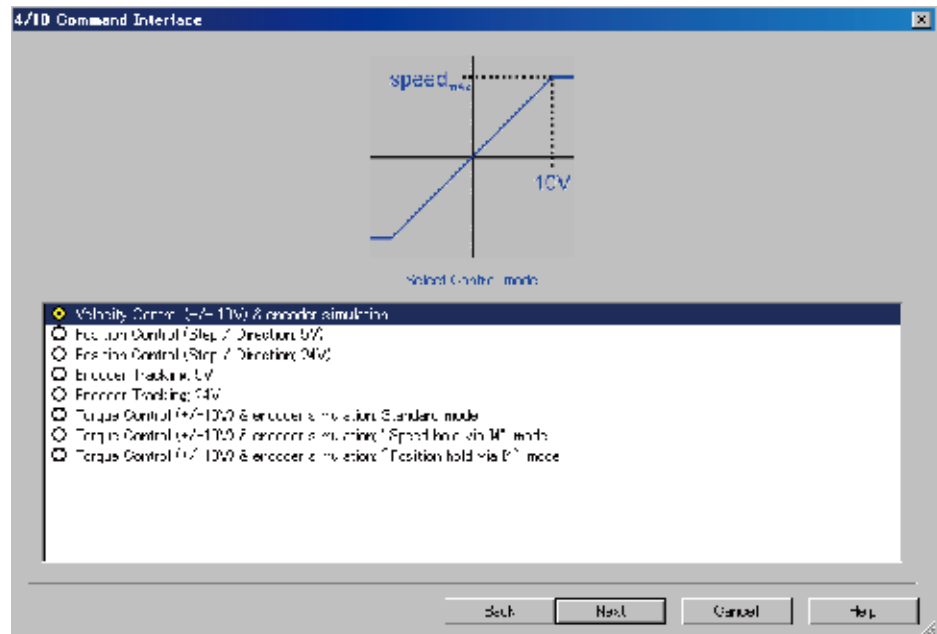 4/10 Command Interface
speed
10V
Select Control mode
Velocity Control (+/-10V) & encoder simulation
Position Control (Step / Direction; 5V)
Position Control (Step / Direction; 24V)
Encoder Tracking; 5V
Encoder Tracking; 24V
Torque Control (+/-10V) & encoder simulation; Standard mode
Torque Control (+/-10V) & encoder simulation; "Speed hold via" mode
Torque Control (+/-10V) & encoder simulation; "Position hold via" mode
Back Next Cancel Help